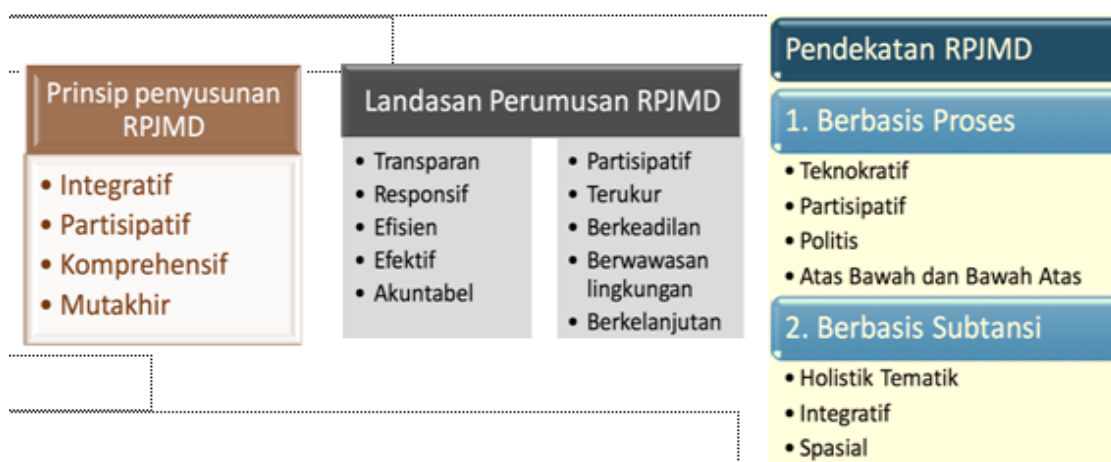 Prinsip penyusunan
RPJMD
• Integratif
• Partisipatif
• Komprehensif
• Mutakhir
Landasan Perumusan RPJMD
• Transparan
• Responsif
• Efisien
• Efektif
• Akuntabel
• Partisipatif
• Terukur
• Berkeadilan
• Berwawasan
lingkungan
• Berkelanjutan
Pendekatan RPJMD
1. Berbasis Proses
• Teknokratif
• Partisipatif
• Politis
• Atas Bawah dan Bawah Atas
2. Berbasis Subtansi
• Holistik Tematik
• Integratif
• Spasial